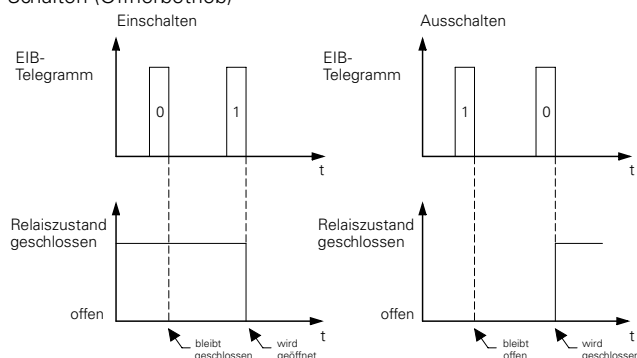 Schalten (Öffnerbetrieb)
Einschalten
EIB-
Telegramm
0
1
t
Relaiszustand
geschlossen
offen
t
bleibt
geschlossen
wird
geöffnet
Ausschalten
EIB-
Telegramm
1
0
t
Relaiszustand
geschlossen
offen
t
bleibt
offen
wird
geschlossen